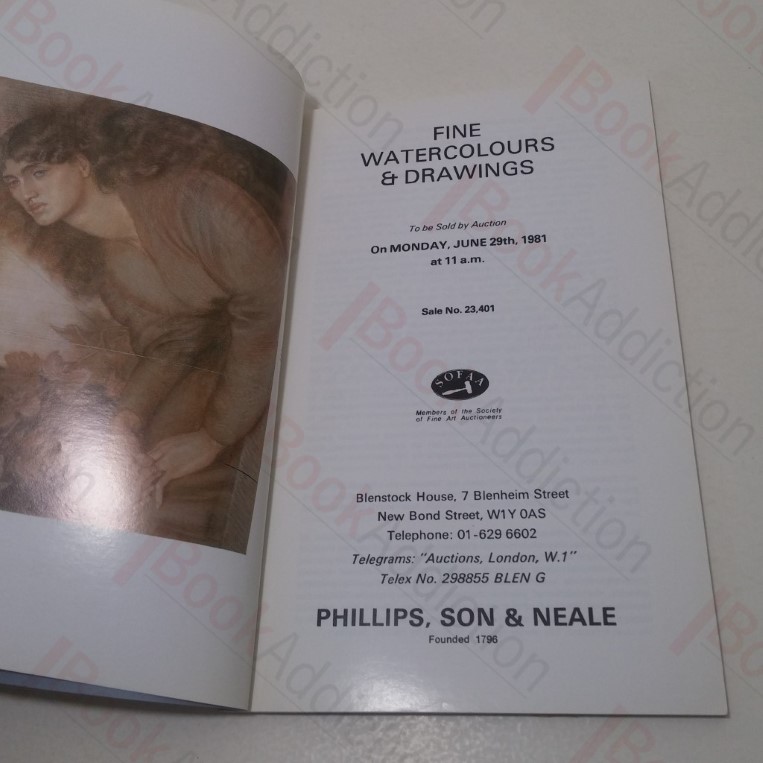 FINE
WATERCOLOURS
& DRAWINGS
To be Sold by Auction
On MONDAY, JUNE 29th, 1981
at 11 a.m.
Sale No. 23,401
SOFAA
Members of the Society
of Fine Art Auctioneers
Blenstock House, 7 Blenheim Street
New Bond Street, W1Y 0AS
Telephone: 01-629 6602
Telegrams: "Auctions, London, W.1"
Telex No. 298855 BLEN G
PHILLIPS, SON & NEALE
Founded 1796
BookAddiction